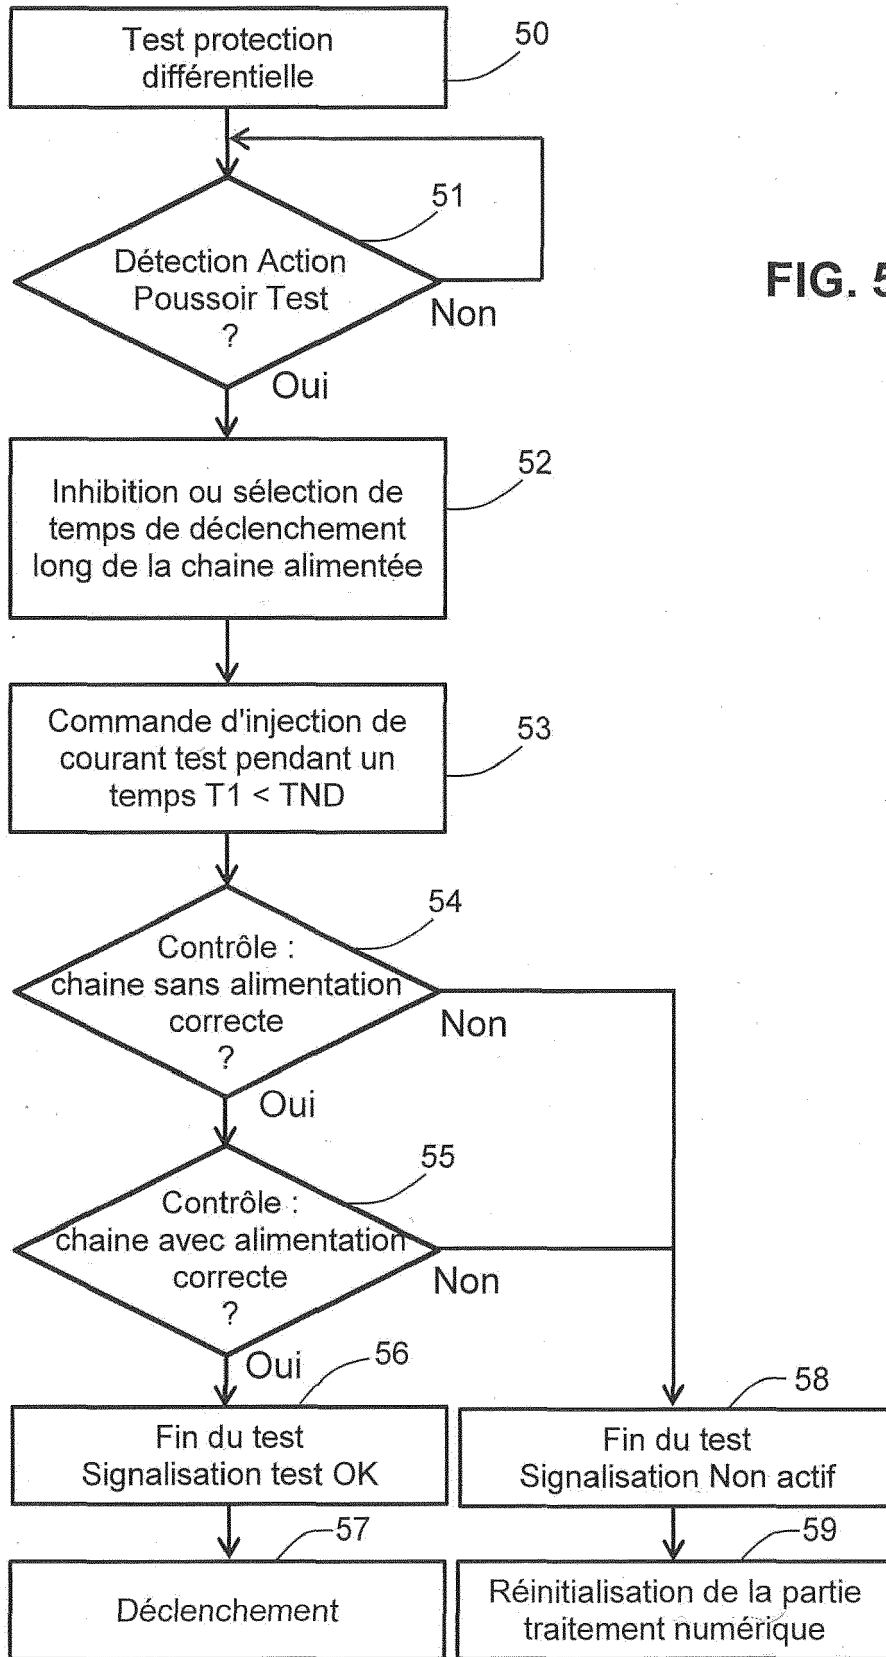 Test protection
différentielle
50
51
Détection Action
Poussoir Test
?
Non
Oui
FIG. 5
52
Inhibition ou sélection de
temps de déclenchement
long de la chaine alimentée
Commande d'injection de
courant test pendant un
temps T1 < TND
53
54
Contrôle :
chaine sans alimentation
correcte
?
Non
Oui
55
Contrôle :
chaine avec alimentation
correcte
?
Non
Oui
56
58
Fin du test
Signalisation test OK
Fin du test
Signalisation Non actif
57
59
Déclenchement
Réinitialisation de la partie
traitement numérique